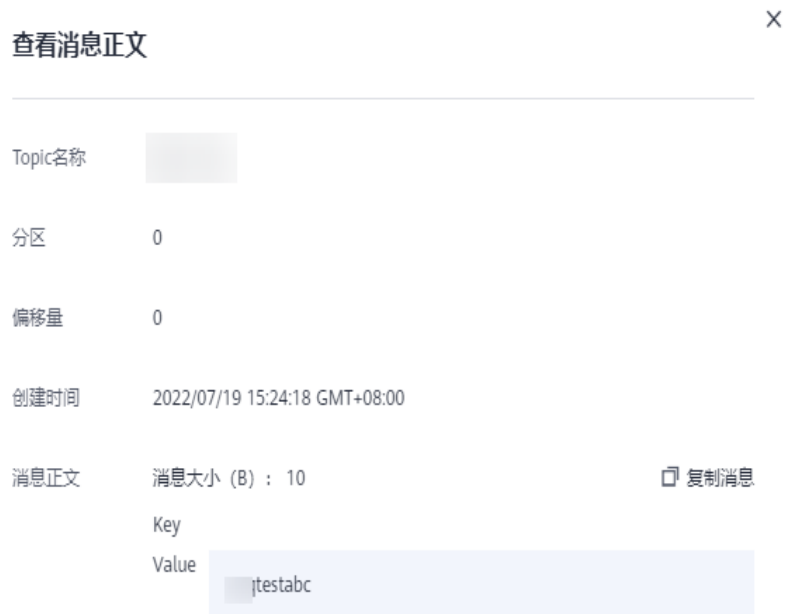 查看消息正文
Topic名称
分区 0
偏移量 0
创建时间 2022/07/19 15:24:18 GMT+08:00
消息正文 消息大小（B）： 10 复制消息
Key
Value